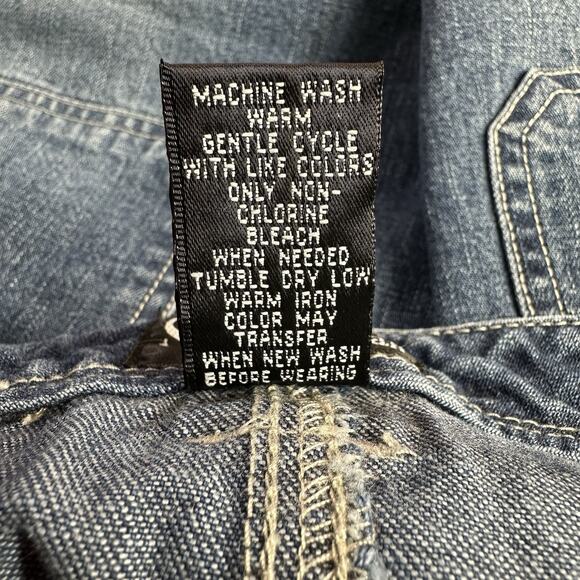 MACHINE WASH
WARM
GENTLE CYCLE
WITH LIKE COLORS
ONLY NON-
CHLORINE
BLEACH
WHEN NEEDED
TUMBLE DRY LOW
WARM IRON
COLOR MAY
TRANSFER
WHEN NEW WASH
BEFORE WEARING